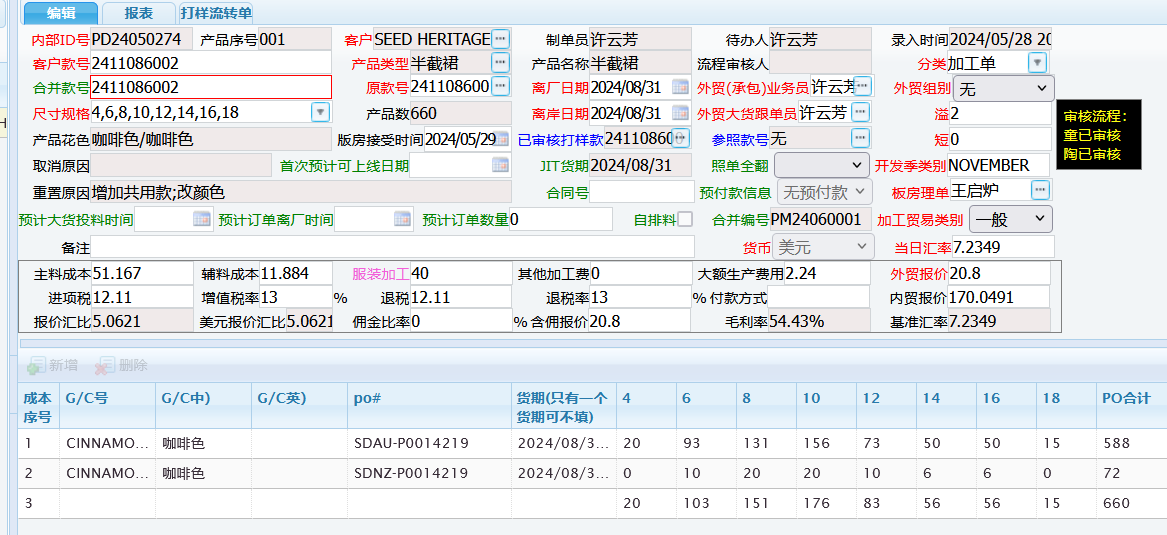 编辑 报表 打样流转单
内部ID号 PD24050274 产品序号 001 客户 SEED HERITAGE 制单员 许云芳 待办人 许云芳 录入时间 2024/05/28 20
客户款号 2411086002 产品类型 半截裙 产品名称 半截裙 流程审核人 分类 加工单
合并款号 2411086002 原款号 241108600 离厂日期 2024/08/31 外贸(承包)业务员 许云芳 外贸组别 无
尺寸规格 4,6,8,10,12,14,16,18 产品数 660 离岸日期 2024/08/31 外贸大货跟单员 许云芳 溢 2
审核流程:
童已审核
陶已审核
产品花色 咖啡色/咖啡色 版房接受时间 2024/05/29 已审核打样款 24110860 参照款号 无 短 0
取消原因 首次预计可上线日期 JIT货期 2024/08/31 照单全翻 开发季类别 NOVEMBER
重置原因 增加共用款;改颜色 合同号 预付款信息 无预付款 板房理单 王启炉
预计大货投料时间 预计订单离厂时间 预计订单数量 0 自排料 合并编号 PM24060001 加工贸易类别 一般
备注 货币 美元 当日汇率 7.2349
主料成本 51.167 辅料成本 11.884 服装加工 40 其他加工费 0 大额生产费用 2.24 外贸报价 20.8
进项税 12.11 增值税率 13 % 退税 12.11 退税率 13 % 付款方式 内贸报价 170.0491
报价汇比 5.0621 美元报价汇比 5.0621 佣金比率 0 % 含佣报价 20.8 毛利率 54.43% 基准汇率 7.2349
新增 删除
成本序号 G/C号 G/C中) G/C英) po# 货期(只有一个货期可不填) 4 6 8 10 12 14 16 18 PO合计
1 CINNAMO... 咖啡色 SDAU-P0014219 2024/08/3... 20 93 131 156 73 50 50 15 588
2 CINNAMO... 咖啡色 SDNZ-P0014219 2024/08/3... 0 10 20 20 10 6 6 0 72
3 20 103 151 176 83 56 56 15 660